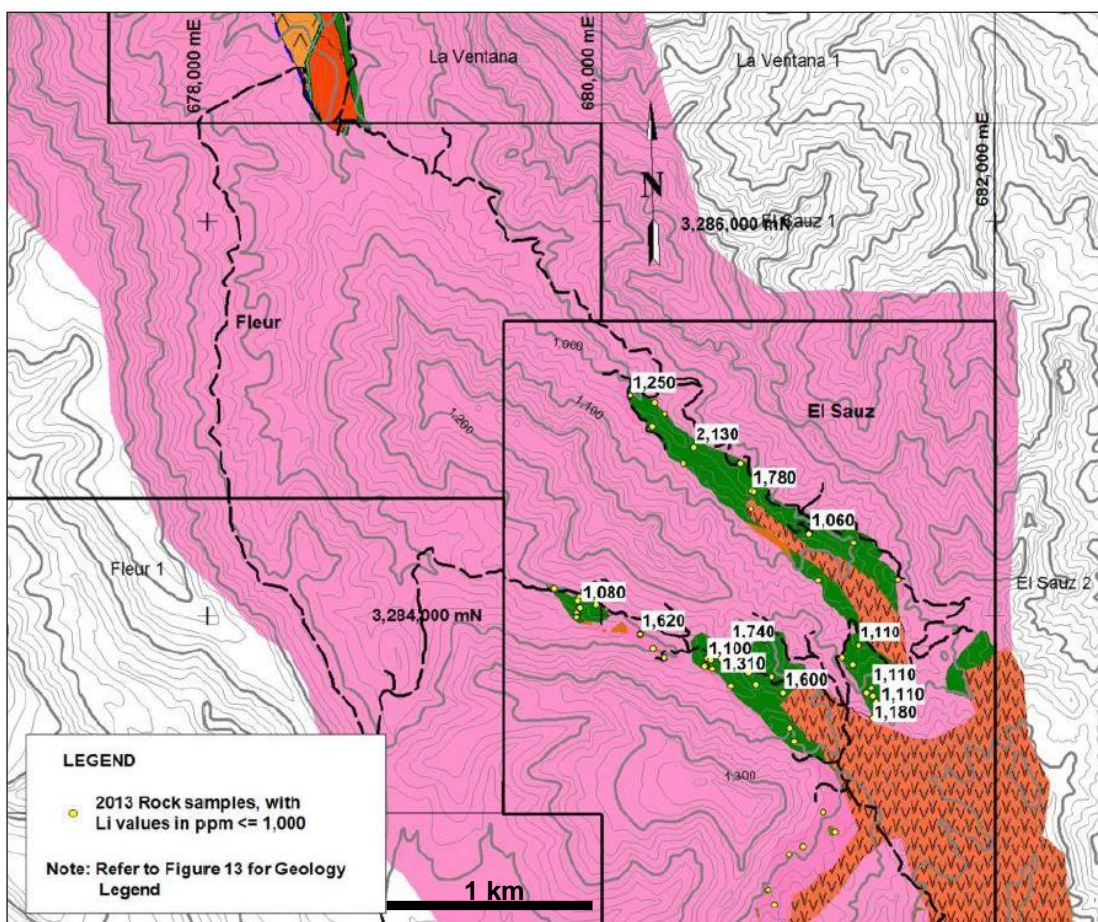 La Ventana
La Ventana 1
678,000 mE
680,000 mE
682,000 mE
N
3,286,000 mN
El Sauz 1
Fleur
1,000
1,100
1,200
1,250
El Sauz
2,130
1,780
1,060
Fleur 1
El Sauz 2
1,080
3,284,000 mN
1,620
1,740
1,100
1,310
1,600
1,110
1,110
1,110
1,180
1,300
LEGEND
2013 Rock samples, with
Li values in ppm <= 1,000
Note: Refer to Figure 13 for Geology
Legend
1 km